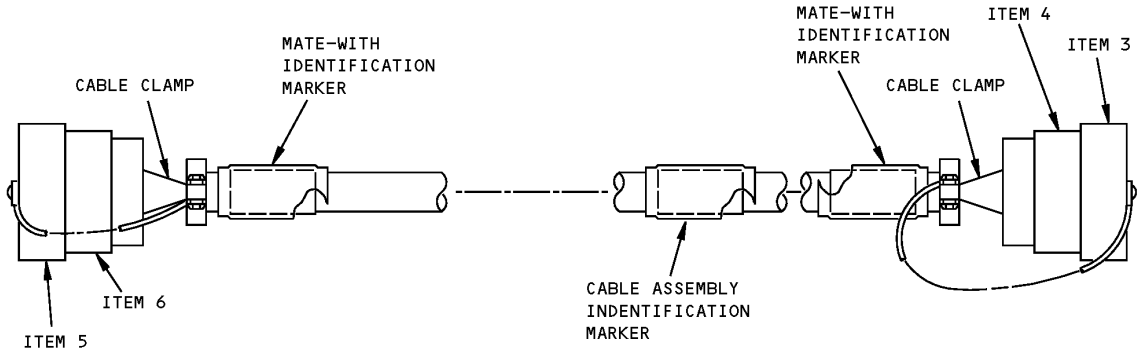 MATE-WITH
IDENTIFICATION
MARKER
CABLE CLAMP
MATE-WITH
IDENTIFICATION
MARKER
ITEM 4
ITEM 3
CABLE CLAMP
ITEM 6
ITEM 5
CABLE ASSEMBLY
INDENTIFICATION
MARKER